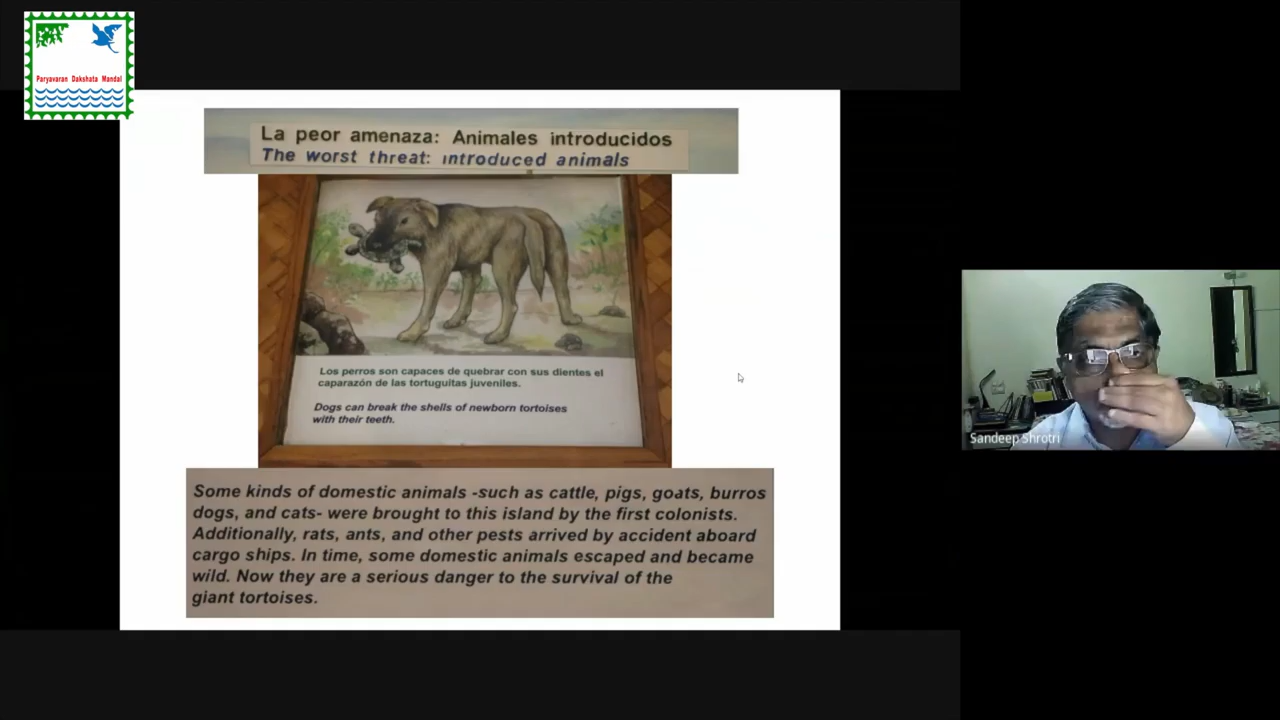 Paryavaran Dakshata Mandal
La peor amenaza: Animales introducidos
The worst threat: introduced animals
Los perros son capaces de quebrar con sus dientes el
caparazón de las tortuguitas juveniles.
Dogs can break the shells of newborn tortoises
with their teeth.
Some kinds of domestic animals -such as cattle, pigs, goats, burros
dogs, and cats- were brought to this island by the first colonists.
Additionally, rats, ants, and other pests arrived by accident aboard
cargo ships. In time, some domestic animals escaped and became
wild. Now they are a serious danger to the survival of the
giant tortoises.
Sandeep Shrotri